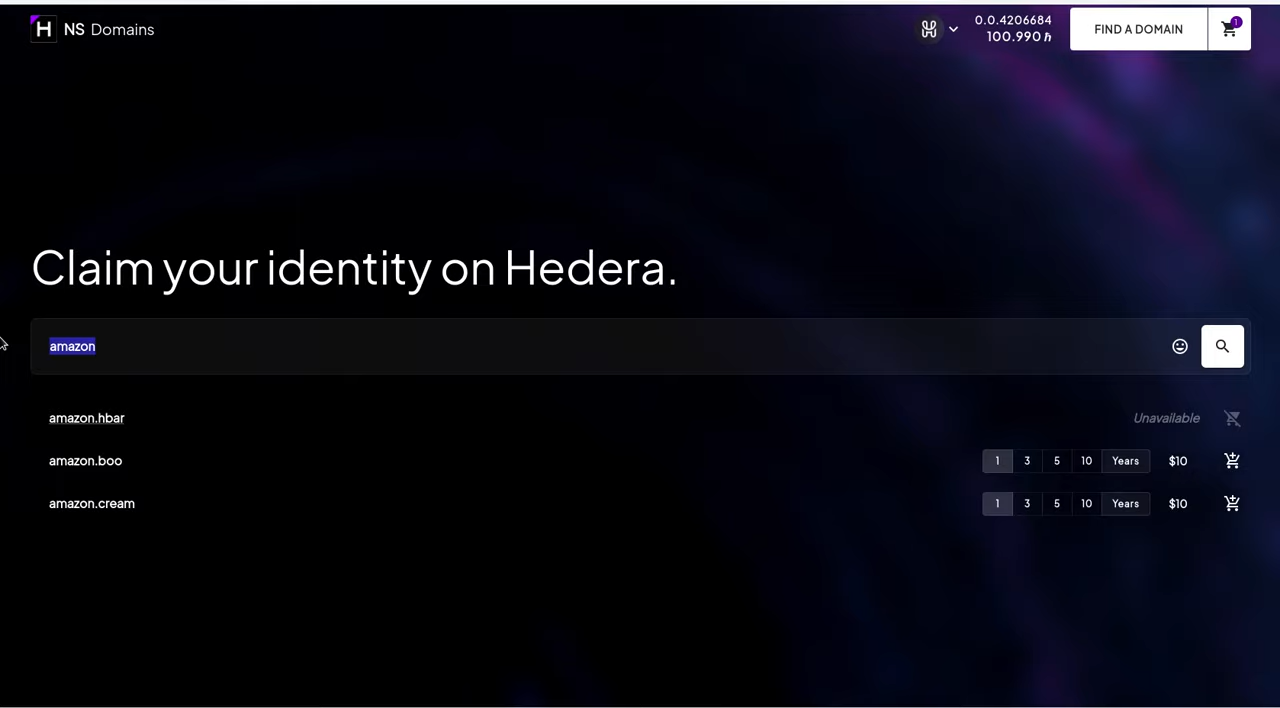 H NS Domains
0.0.4206684
100.990 ℏ
FIND A DOMAIN
1
Claim your identity on Hedera.
amazon
amazon.hbar Unavailable
amazon.boo 1 3 5 10 Years $10
amazon.cream 1 3 5 10 Years $10